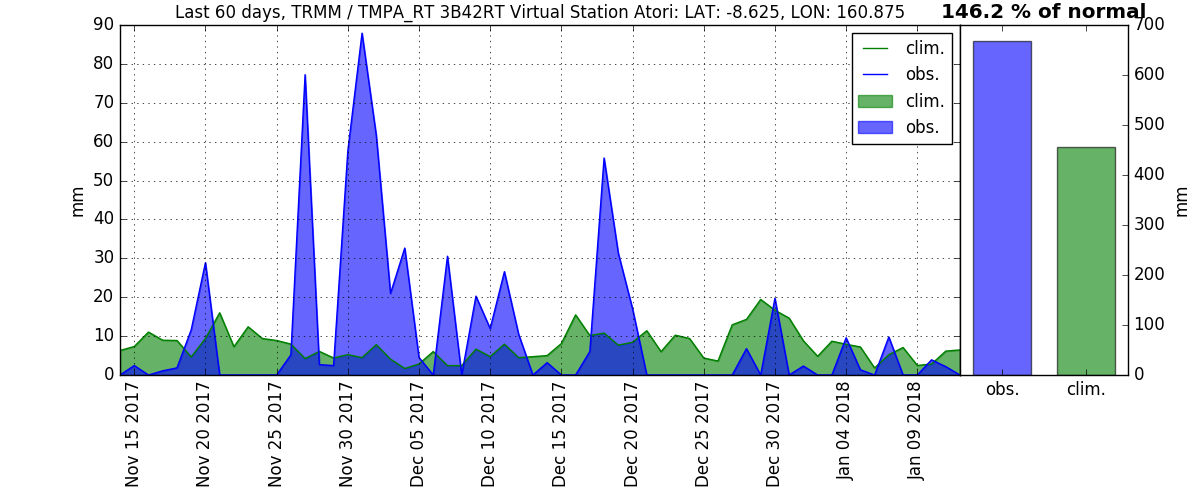 Last 60 days, TRMM / TMPA_RT 3B42RT Virtual Station Atori: LAT: -8.625, LON: 160.875
146.2 % of normal
90
80
70
60
50
40
30
20
10
0
mm
clim.
obs.
clim.
obs.
Nov 15 2017
Nov 20 2017
Nov 25 2017
Nov 30 2017
Dec 05 2017
Dec 10 2017
Dec 15 2017
Dec 20 2017
Dec 25 2017
Dec 30 2017
Jan 04 2018
Jan 09 2018
700
600
500
400
300
200
100
0
mm
obs.
clim.